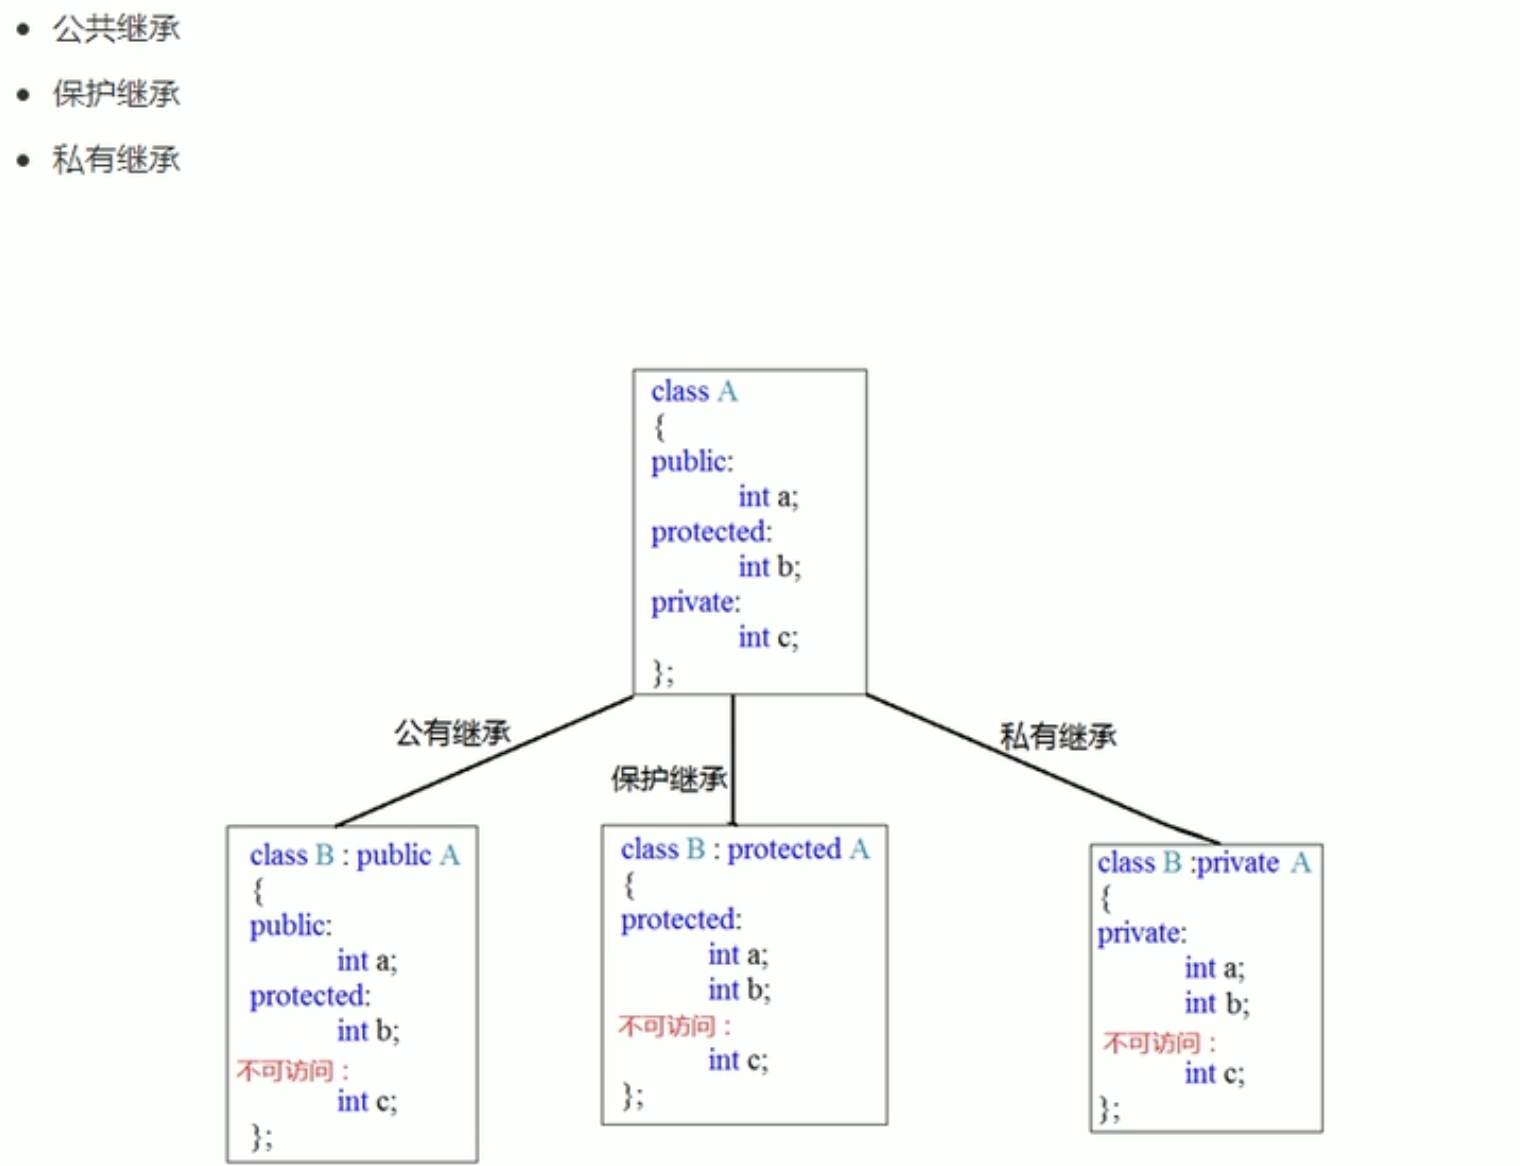 公共继承
保护继承
私有继承
class A
{
public:
int a;
protected:
int b;
private:
int c;
};
公有继承
保护继承
私有继承
class B : public A
{
public:
int a;
protected:
int b;
不可访问：
int c;
};
class B : protected A
{
protected:
int a;
int b;
不可访问：
int c;
};
class B :private A
{
private:
int a;
int b;
不可访问：
int c;
};